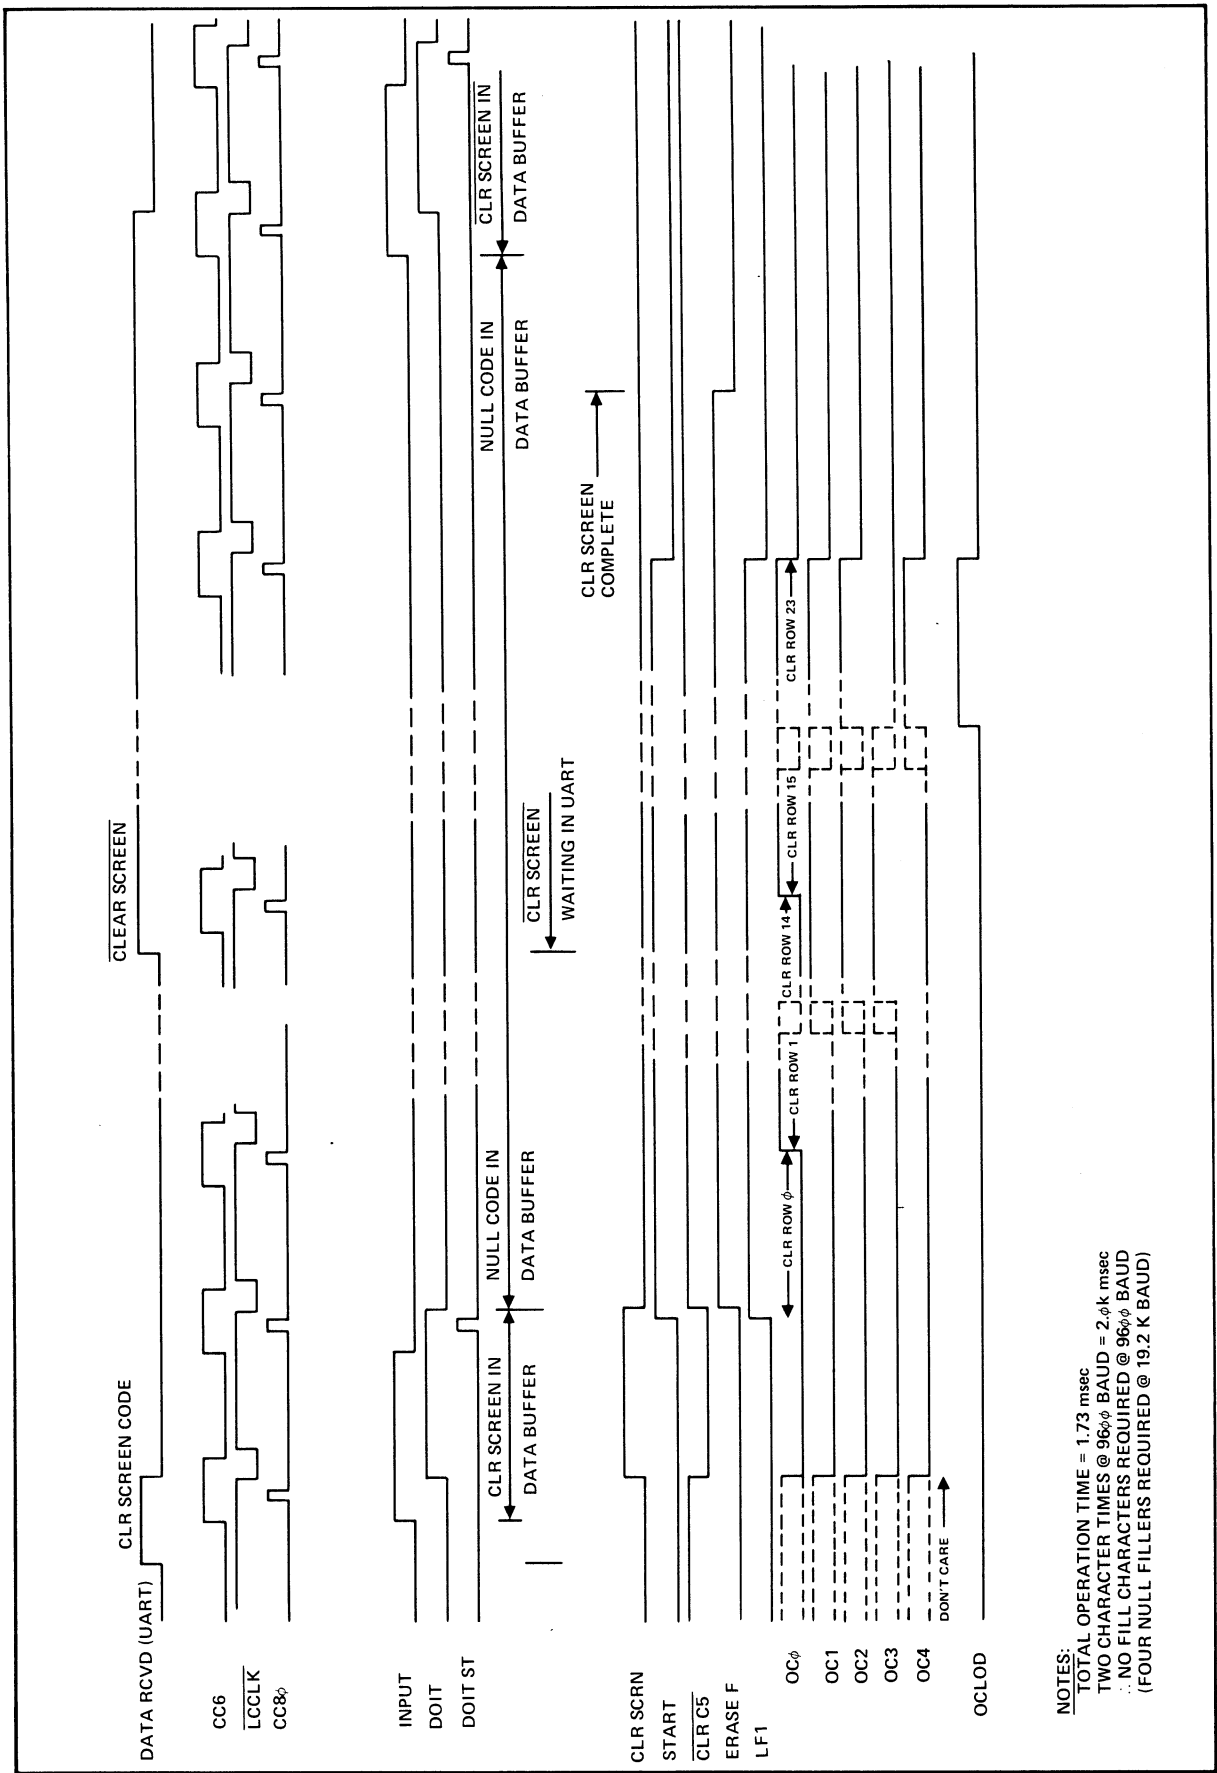 DATA RCVD (UART)
CLR SCREEN CODE
CLEAR SCREEN
CC6
LCCLK
CC8ϕ
INPUT
DOIT
DOIT ST
CLR SCREEN IN
DATA BUFFER
NULL CODE IN
DATA BUFFER
NULL CODE IN
DATA BUFFER
CLR SCREEN IN
DATA BUFFER
CLR SCREEN
WAITING IN UART
CLR SCREEN
COMPLETE
CLR SCRN
START
CLR C5
ERASE F
LF1
OCϕ
CLR ROW ϕ
CLR ROW 1
CLR ROW 14
CLR ROW 15
CLR ROW 23
OC1
OC2
OC3
OC4
DON'T CARE
OCLOD
NOTES:
TOTAL OPERATION TIME = 1.73 msec
TWO CHARACTER TIMES @ 96ϕϕ BAUD = 2.ϕk msec
∴ NO FILL CHARACTERS REQUIRED @ 96ϕϕ BAUD
(FOUR NULL FILLERS REQUIRED @ 19.2 K BAUD)